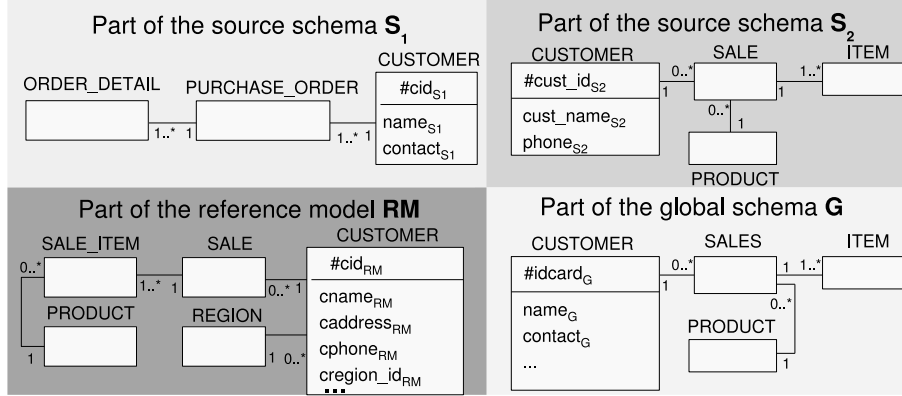 Part of the source schema S1
CUSTOMER
ORDER_DETAIL
PURCHASE_ORDER
#cidS1
nameS1
contactS1
1..*
1
1..*
1
Part of the source schema S2
CUSTOMER
SALE
ITEM
#cust_idS2
cust_nameS2
phoneS2
0..*
1
1..*
1
0..*
1
PRODUCT
Part of the reference model RM
CUSTOMER
SALE_ITEM
SALE
#cidRM
cnameRM
caddressRM
cphoneRM
cregion_idRM
...
0..*
1..*
1
0..*
1
PRODUCT
REGION
1
1
0..*
Part of the global schema G
CUSTOMER
SALES
ITEM
#idcardG
nameG
contactG
...
0..*
1
1
1..*
0..*
PRODUCT
1